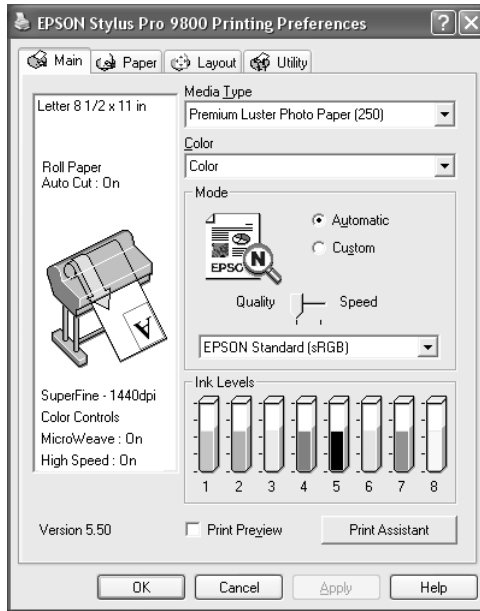 EPSON Stylus Pro 9800 Printing Preferences
Main Paper Layout Utility
Letter 8 1/2 x 11 in
Roll Paper
Auto Cut : On
A
SuperFine - 1440dpi
Color Controls
MicroWeave : On
High Speed : On
Version 5.50
Media Type
Premium Luster Photo Paper (250)
Color
Color
Mode
EPSO
N
Automatic
Custom
Quality Speed
EPSON Standard (sRGB)
Ink Levels
1 2 3 4 5 6 7 8
Print Preview Print Assistant
OK Cancel Apply Help